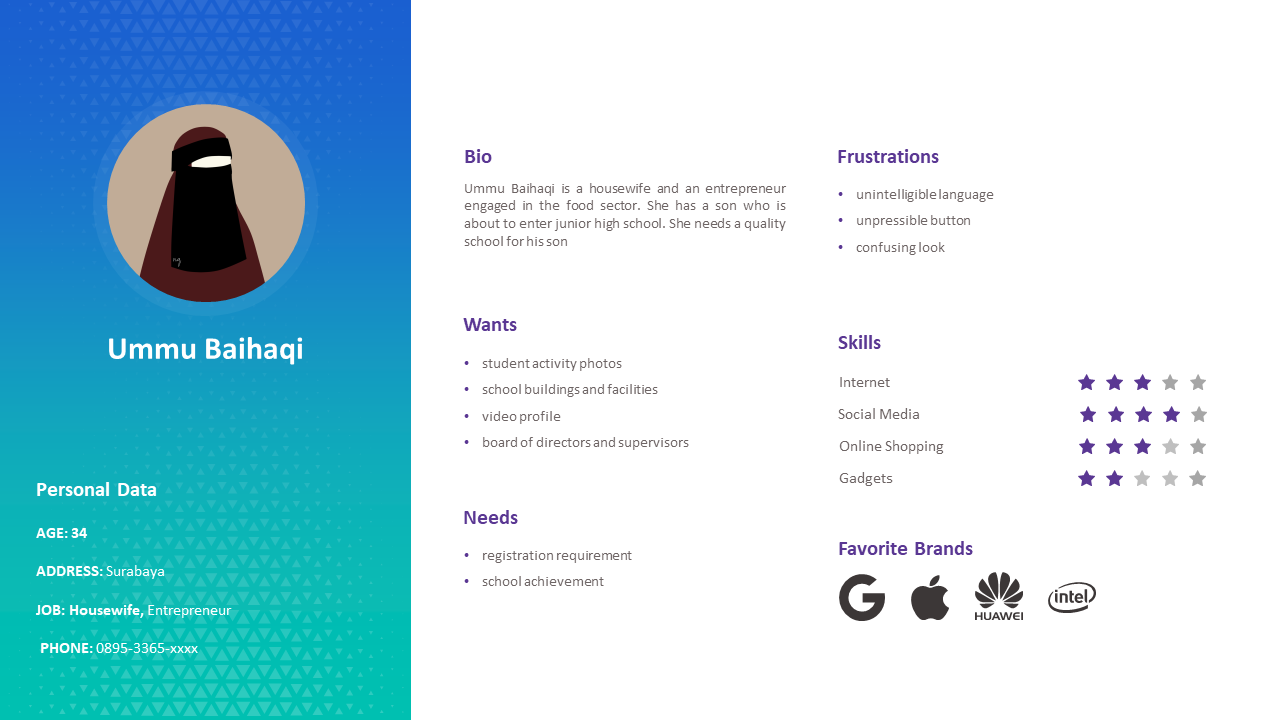 Ummu Baihaqi
Personal Data
AGE: 34
ADDRESS: Surabaya
JOB: Housewife, Entrepreneur
PHONE: 0895-3365-xxxx
Bio
Ummu Baihaqi is a housewife and an entrepreneur
engaged in the food sector. She has a son who is
about to enter junior high school. She needs a quality
school for his son
Wants
• student activity photos
• school buildings and facilities
• video profile
• board of directors and supervisors
Needs
• registration requirement
• school achievement
Frustrations
• unintelligible language
• unpressible button
• confusing look
Skills
Internet
Social Media
Online Shopping
Gadgets
Favorite Brands
G
HUAWEI
intel